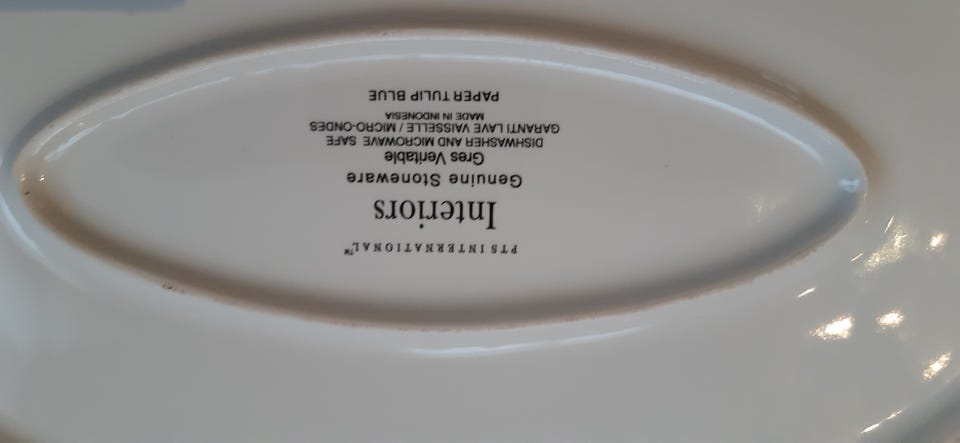 PTS INTERNATIONAL™
Interiors
Genuine Stoneware
Gres Veritable
DISHWASHER AND MICROWAVE SAFE
GARANTI LAVE VAISSELLE / MICRO-ONDES
MADE IN INDONESIA
PAPER TULIP BLUE